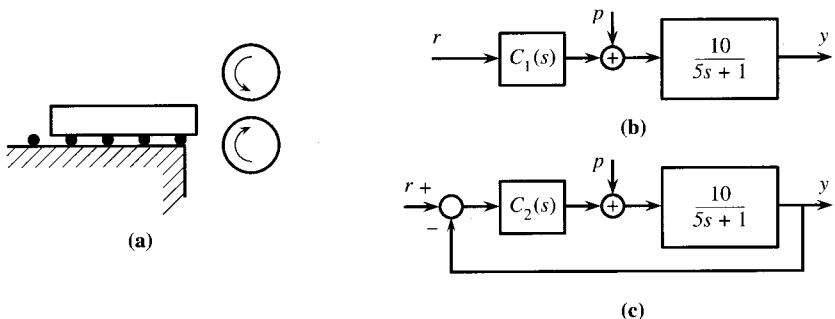 (a)
r
C₁(s)
p
+
10
5s + 1
y
(b)
r +
−
C₂(s)
p
+
10
5s + 1
y
(c)